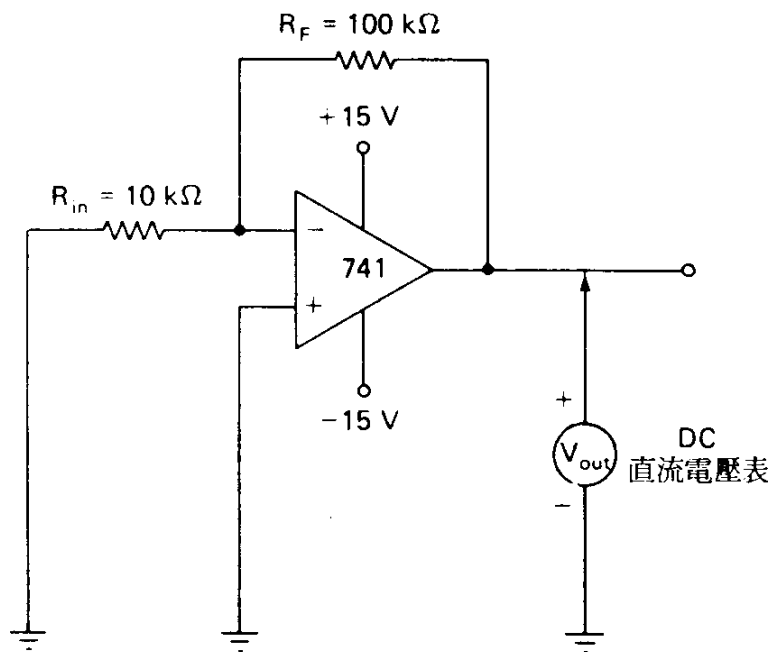 R_F = 100 kΩ
+15 V
R_in = 10 kΩ
−
741
+
−15 V
+
V_out
DC
直流電壓表
−